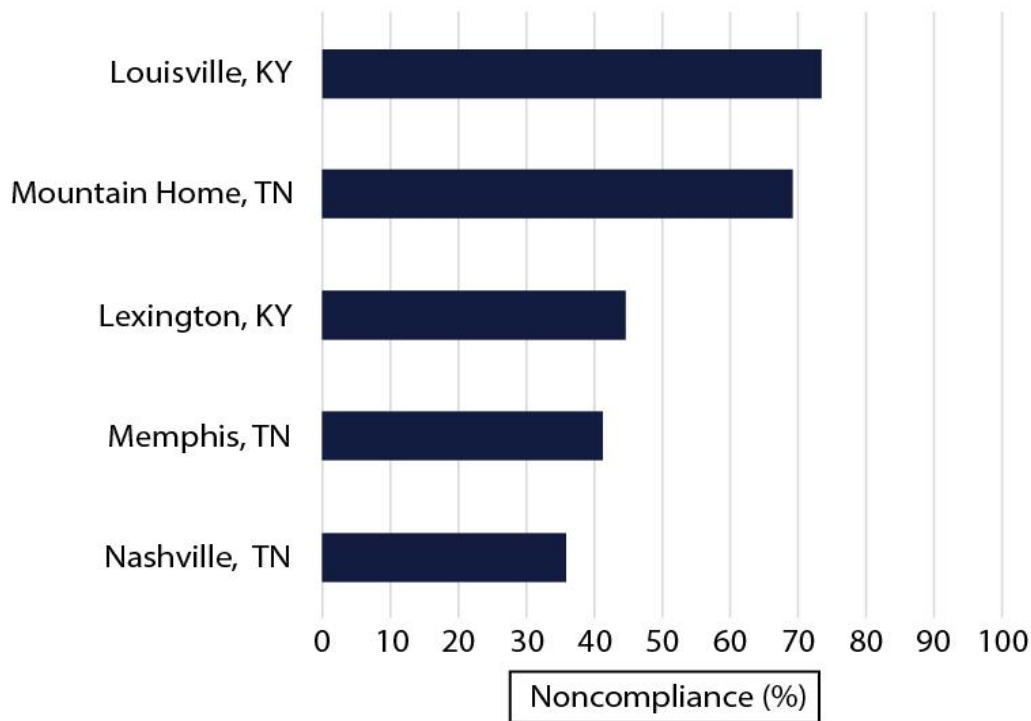 Louisville, KY
Mountain Home, TN
Lexington, KY
Memphis, TN
Nashville, TN
0 10 20 30 40 50 60 70 80 90 100
Noncompliance (%)